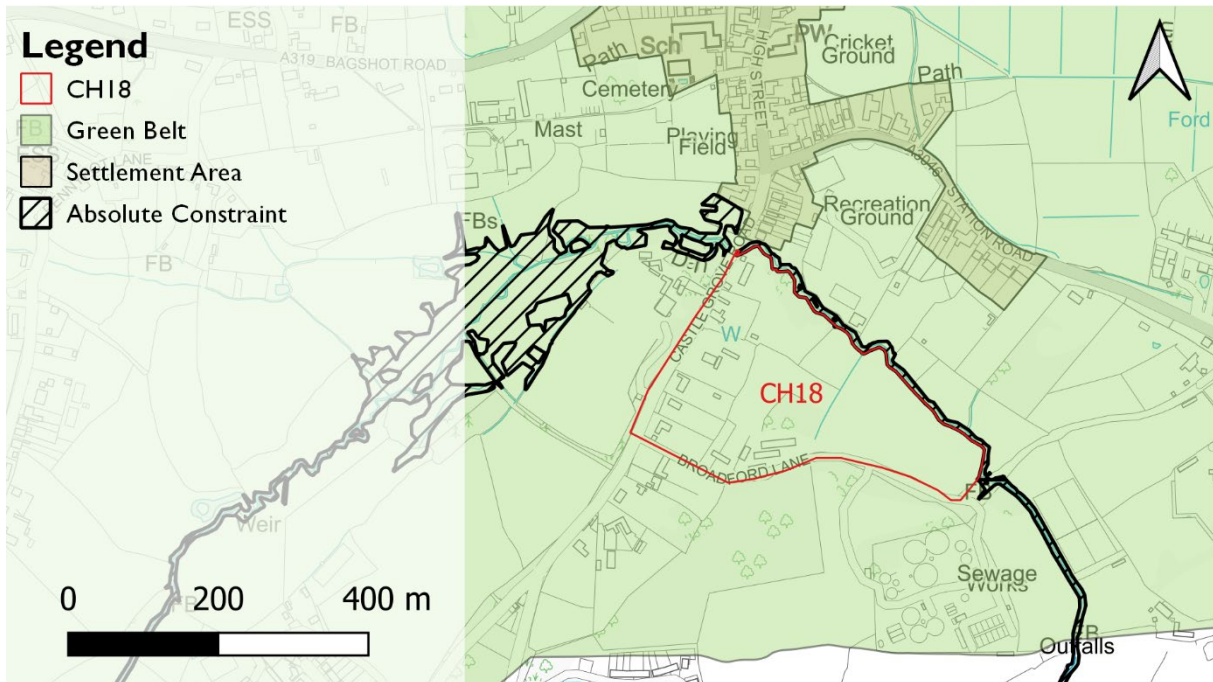 Legend
CH18
Green Belt
Settlement Area
Absolute Constraint
0 200 400 m
ESS
FB
A319 BAGSHOT ROAD
FB
FB
Weir
FB
FBs
Path
Sch
Cemetery
Mast
Playing
Field
HIGH STREET
PW
Cricket
Ground
Path
Ford
A3046 STATION ROAD
Recreation
Ground
W
CH18
BROADFORD LANE
Sewage
Works
Outfalls